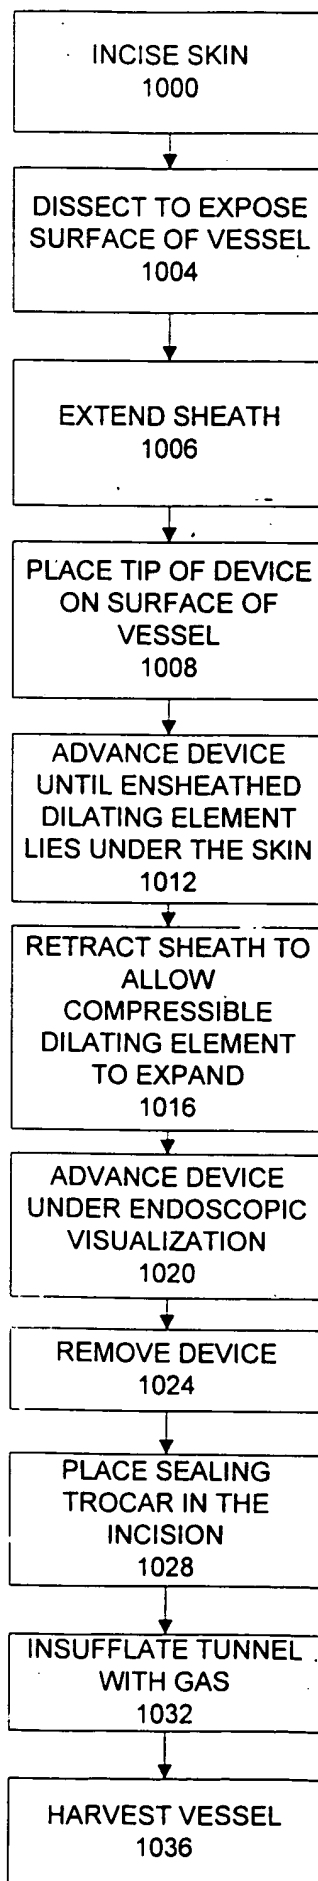 INCISE SKIN
1000
DISSECT TO EXPOSE
SURFACE OF VESSEL
1004
EXTEND SHEATH
1006
PLACE TIP OF DEVICE
ON SURFACE OF
VESSEL
1008
ADVANCE DEVICE
UNTIL ENSHEATHED
DILATING ELEMENT
LIES UNDER THE SKIN
1012
RETRACT SHEATH TO
ALLOW
COMPRESSIBLE
DILATING ELEMENT
TO EXPAND
1016
ADVANCE DEVICE
UNDER ENDOSCOPIC
VISUALIZATION
1020
REMOVE DEVICE
1024
PLACE SEALING
TROCAR IN THE
INCISION
1028
INSUFFLATE TUNNEL
WITH GAS
1032
HARVEST VESSEL
1036